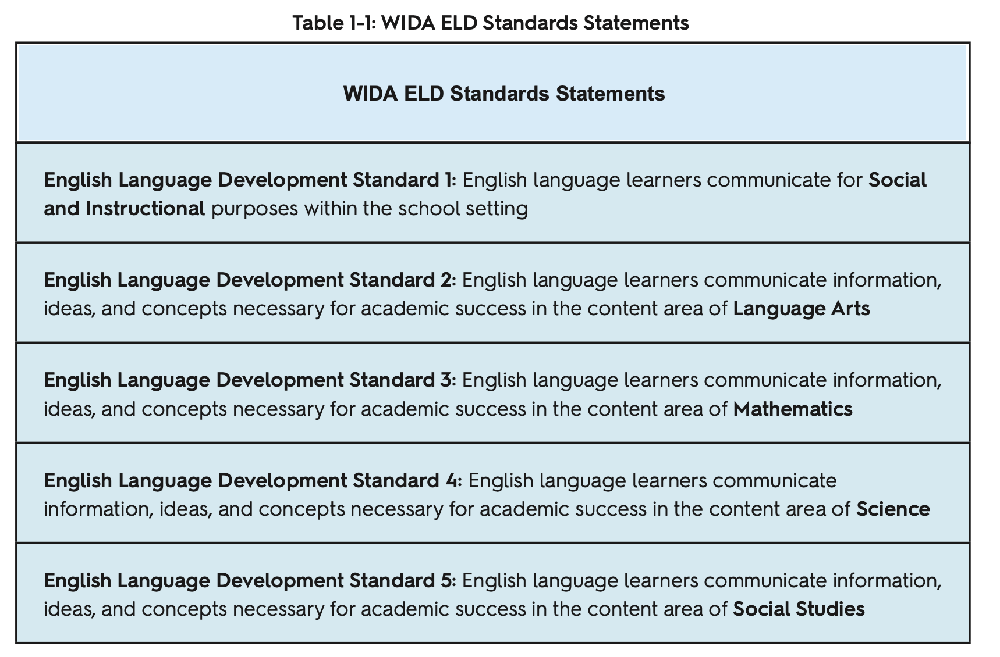 Table 1-1: WIDA ELD Standards Statements
WIDA ELD Standards Statements
English Language Development Standard 1: English language learners communicate for Social
and Instructional purposes within the school setting
English Language Development Standard 2: English language learners communicate information,
ideas, and concepts necessary for academic success in the content area of Language Arts
English Language Development Standard 3: English language learners communicate information,
ideas, and concepts necessary for academic success in the content area of Mathematics
English Language Development Standard 4: English language learners communicate
information, ideas, and concepts necessary for academic success in the content area of Science
English Language Development Standard 5: English language learners communicate information,
ideas, and concepts necessary for academic success in the content area of Social Studies